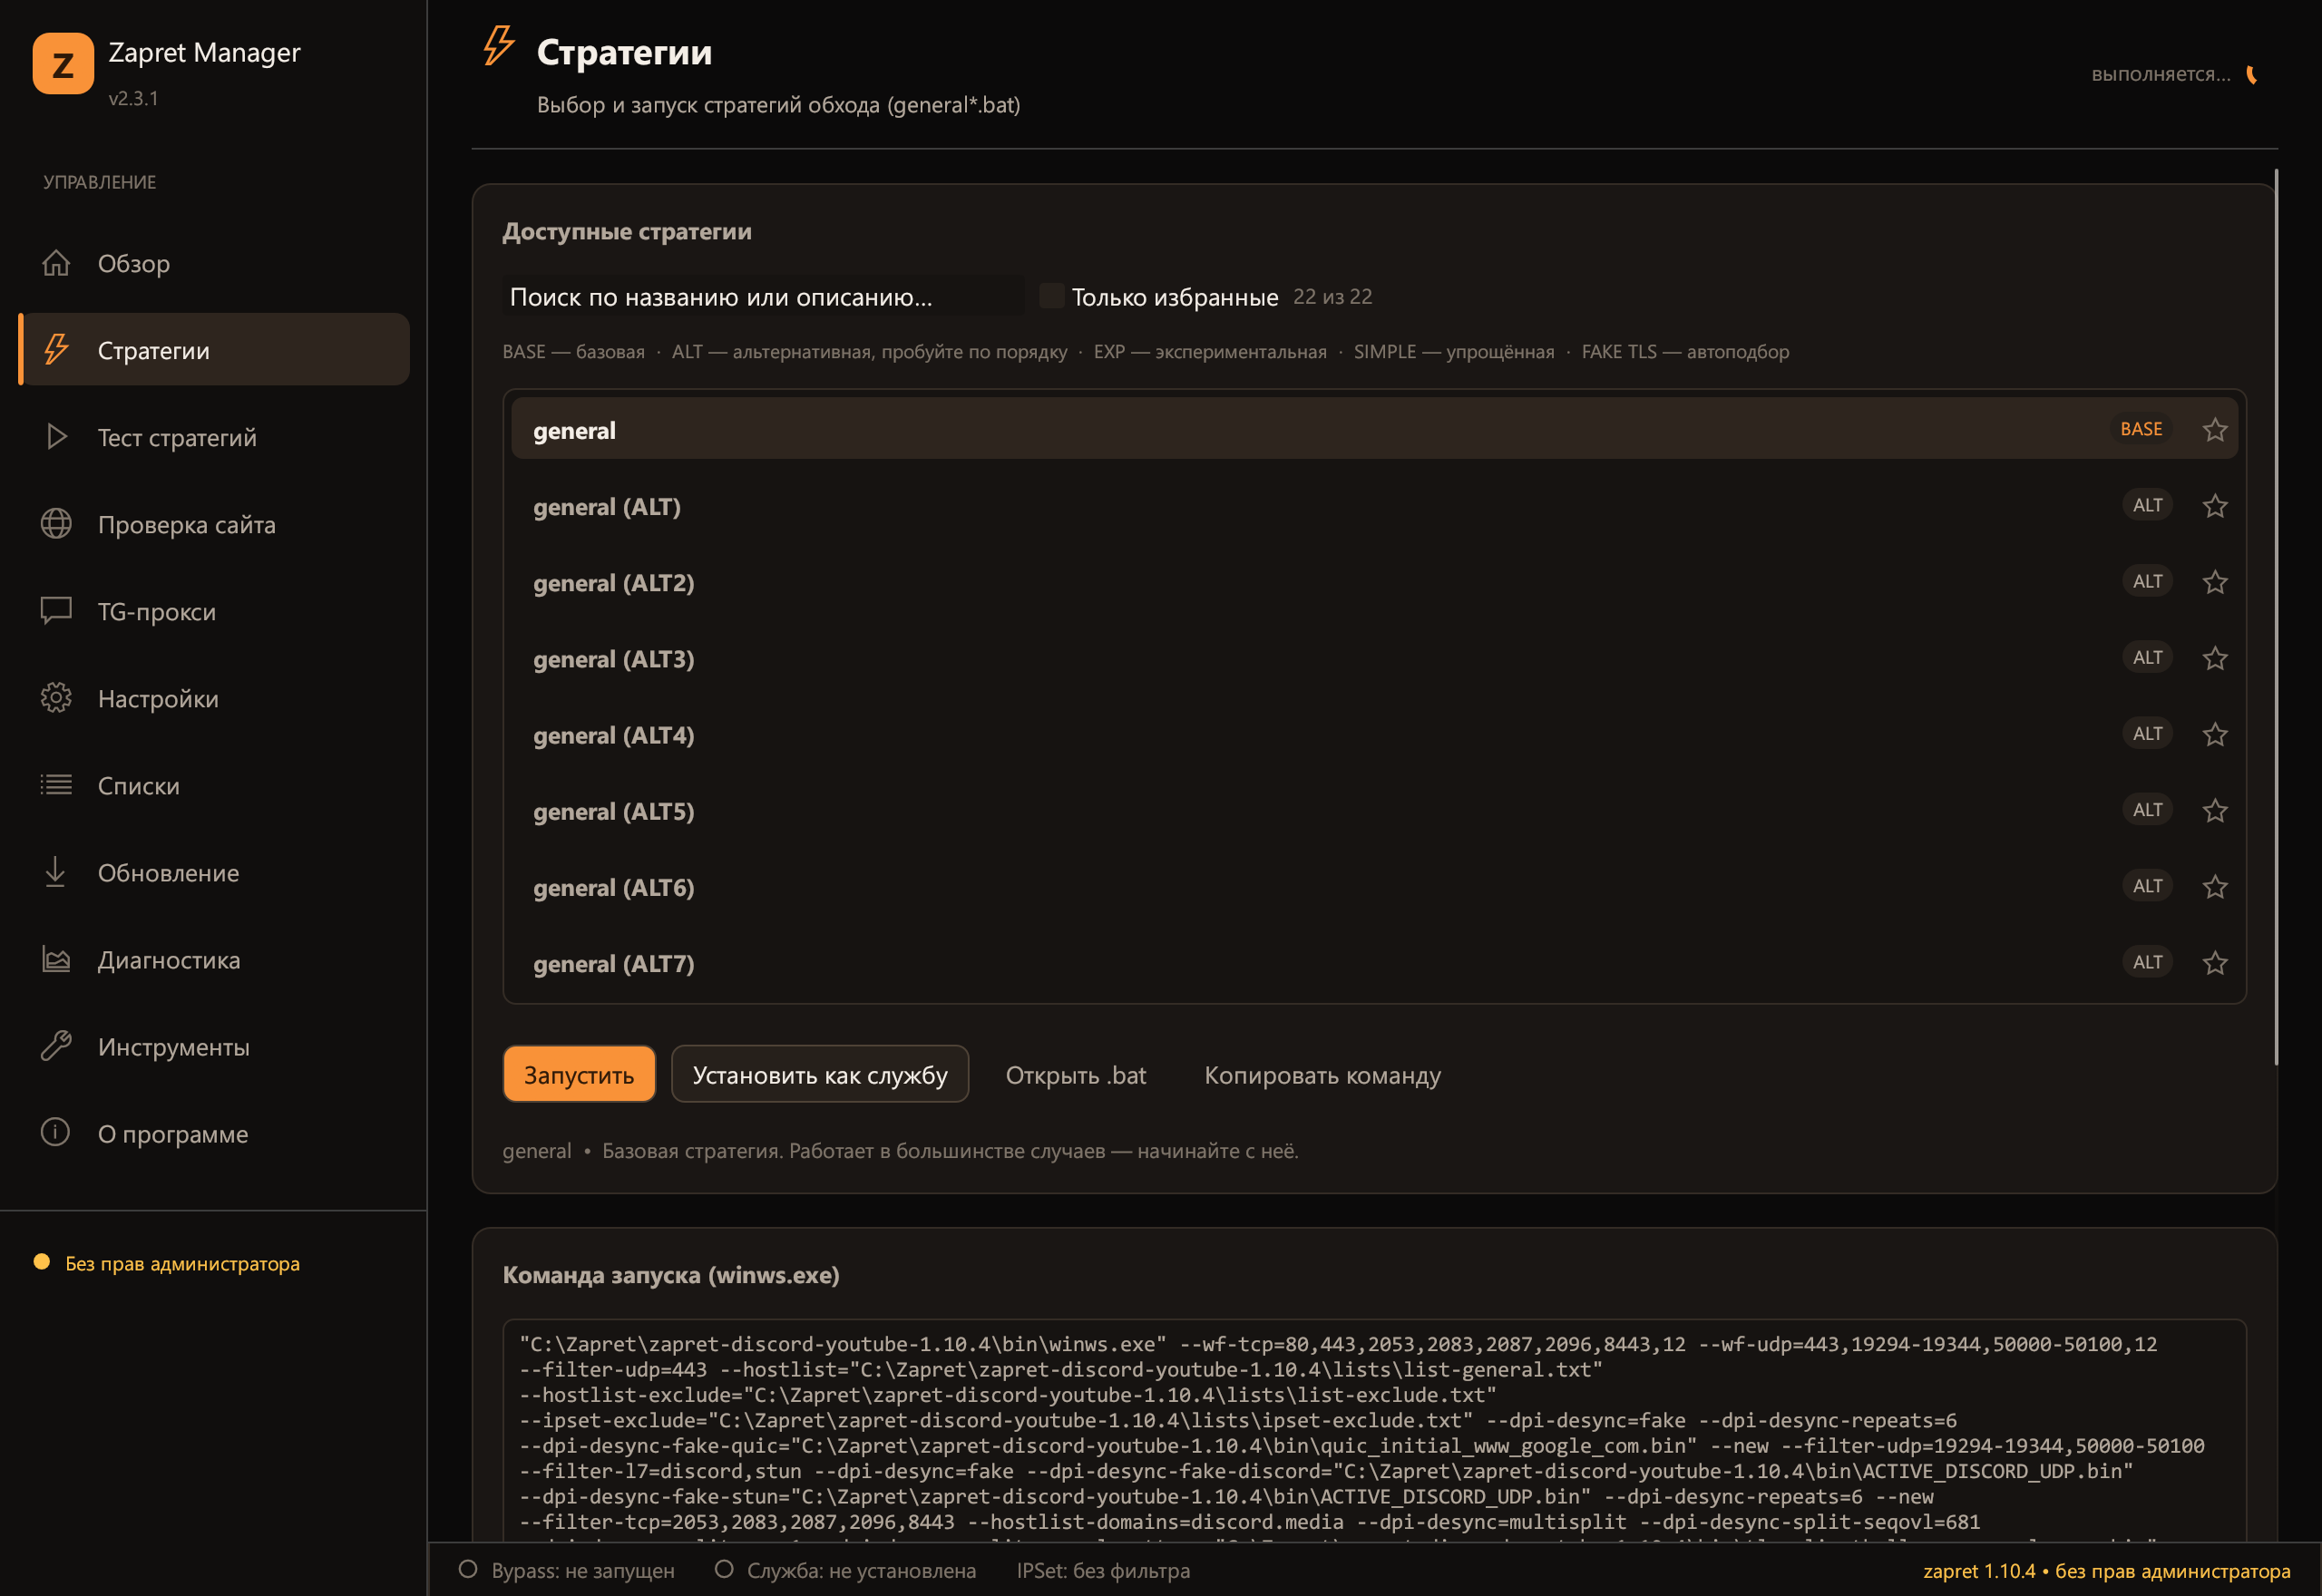 Z
Zapret Manager
v2.3.1
УПРАВЛЕНИЕ
Обзор
Стратегии
Тест стратегий
Проверка сайта
TG-прокси
Настройки
Списки
Обновление
Диагностика
Инструменты
О программе
Без прав администратора
Стратегии
Выбор и запуск стратегий обхода (general*.bat)
выполняется...
Доступные стратегии
Поиск по названию или описанию...
Только избранные 22 из 22
BASE — базовая · ALT — альтернативная, пробуйте по порядку · EXP — экспериментальная · SIMPLE — упрощённая · FAKE TLS — автоподбор
general BASE
general (ALT) ALT
general (ALT2) ALT
general (ALT3) ALT
general (ALT4) ALT
general (ALT5) ALT
general (ALT6) ALT
general (ALT7) ALT
Запустить Установить как службу Открыть .bat Копировать команду
general • Базовая стратегия. Работает в большинстве случаев — начинайте с неё.
Команда запуска (winws.exe)
"C:\Zapret\zapret-discord-youtube-1.10.4\bin\winws.exe" --wf-tcp=80,443,2053,2083,2087,2096,8443,12 --wf-udp=443,19294-19344,50000-50100,12
--filter-udp=443 --hostlist="C:\Zapret\zapret-discord-youtube-1.10.4\lists\list-general.txt"
--hostlist-exclude="C:\Zapret\zapret-discord-youtube-1.10.4\lists\list-exclude.txt"
--ipset-exclude="C:\Zapret\zapret-discord-youtube-1.10.4\lists\ipset-exclude.txt" --dpi-desync=fake --dpi-desync-repeats=6
--dpi-desync-fake-quic="C:\Zapret\zapret-discord-youtube-1.10.4\bin\quic_initial_www_google_com.bin" --new --filter-udp=19294-19344,50000-50100
--filter-l7=discord,stun --dpi-desync=fake --dpi-desync-fake-discord="C:\Zapret\zapret-discord-youtube-1.10.4\bin\ACTIVE_DISCORD_UDP.bin"
--dpi-desync-fake-stun="C:\Zapret\zapret-discord-youtube-1.10.4\bin\ACTIVE_DISCORD_UDP.bin" --dpi-desync-repeats=6 --new
--filter-tcp=2053,2083,2087,2096,8443 --hostlist-domains=discord.media --dpi-desync=multisplit --dpi-desync-split-seqovl=681
Bypass: не запущен Служба: не установлена IPSet: без фильтра
zapret 1.10.4 • без прав администратора